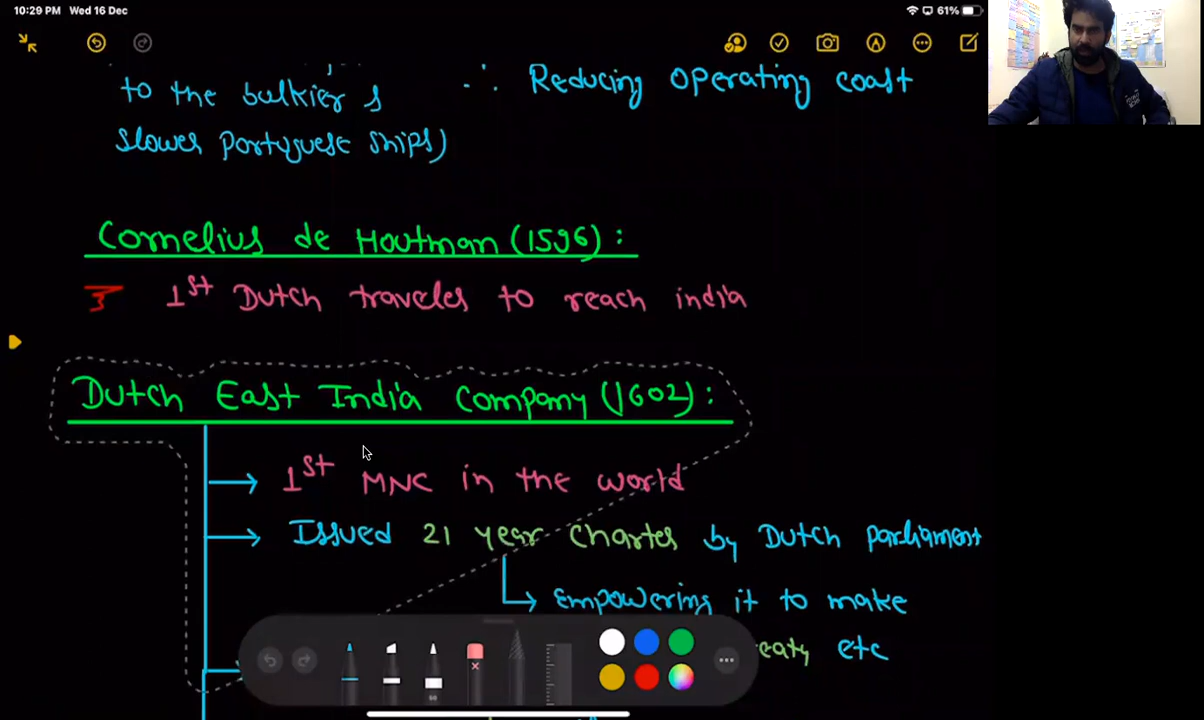 10:29 PM Wed 16 Dec
61%
to the bulkier &
∴ Reducing operating coast
slower Portuguese ships)
Cornelius de Houtman (1596) :
1st Dutch traveler to reach india
Dutch East India Company (1602) :
1st MNC in the world
Issued 21 year Charter by Dutch parliament
Empowering it to make
eaty etc